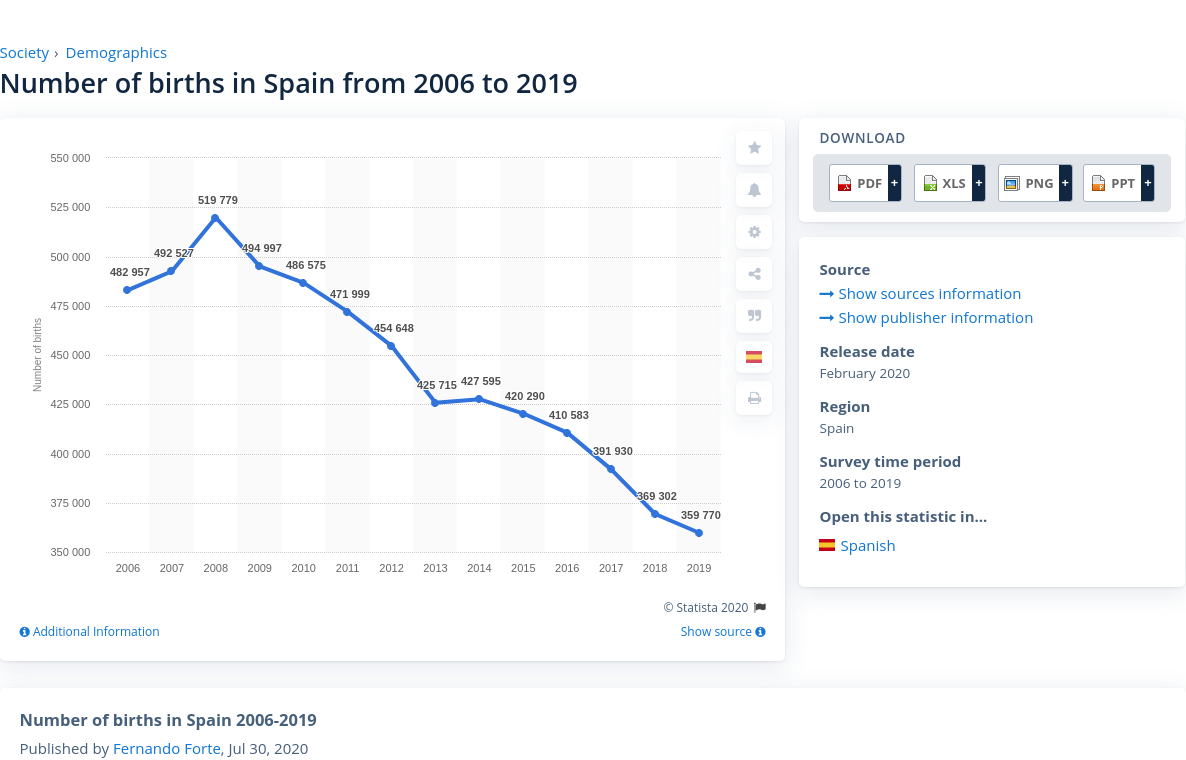 Society › Demographics
Number of births in Spain from 2006 to 2019
550 000
525 000
500 000
475 000
450 000
425 000
400 000
375 000
350 000
Number of births
482 957
492 527
519 779
494 997
486 575
471 999
454 648
425 715
427 595
420 290
410 583
391 930
369 302
359 770
2006 2007 2008 2009 2010 2011 2012 2013 2014 2015 2016 2017 2018 2019
© Statista 2020
Additional Information
Show source
DOWNLOAD
PDF + XLS + PNG + PPT +
Source
Show sources information
Show publisher information
Release date
February 2020
Region
Spain
Survey time period
2006 to 2019
Open this statistic in...
Spanish
Number of births in Spain 2006-2019
Published by Fernando Forte, Jul 30, 2020